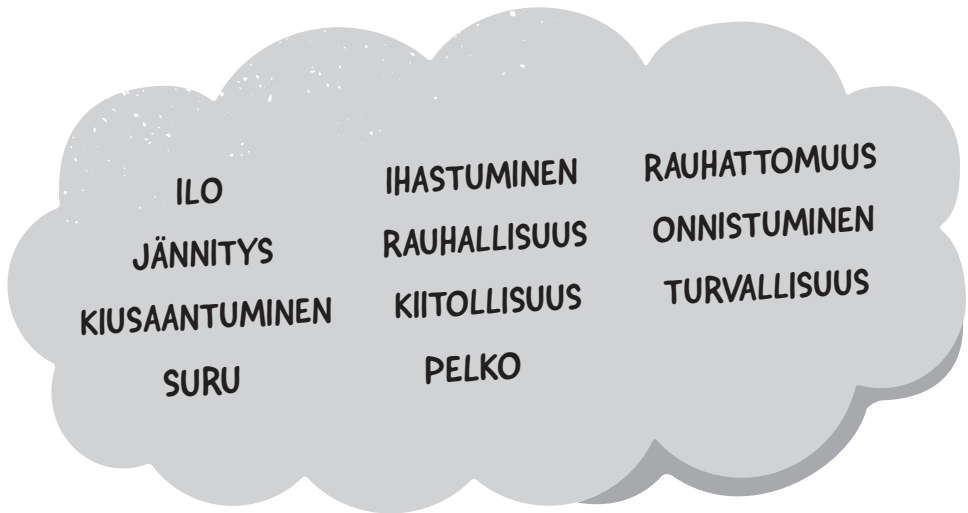 ILO
JÄNNITYS
KIUSAANTUMINEN
SURU
IHASTUMINEN
RAUHALLISUUS
KIITOLLISUUS
PELKO
RAUHATTOMUUS
ONNISTUMINEN
TURVALLISUUS